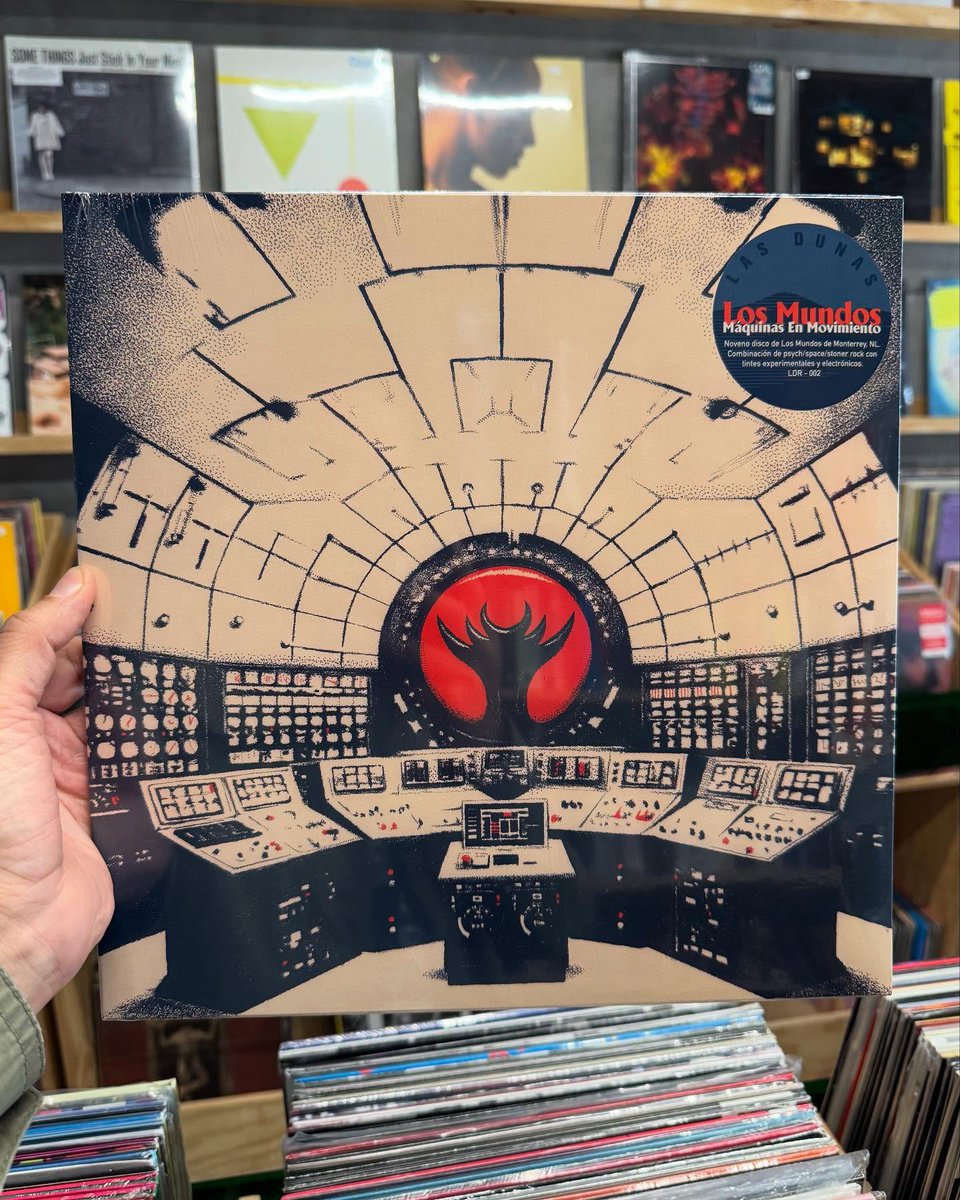 SOME THINGS Just Stick In Your Mind
LAS DUNAS
Los Mundos
Máquinas En Movimiento
Noveno disco de Los Mundos de Monterrey, NL.
Combinación de psych/space/stoner rock con
tintes experimentales y electrónicos.
LDR - 002